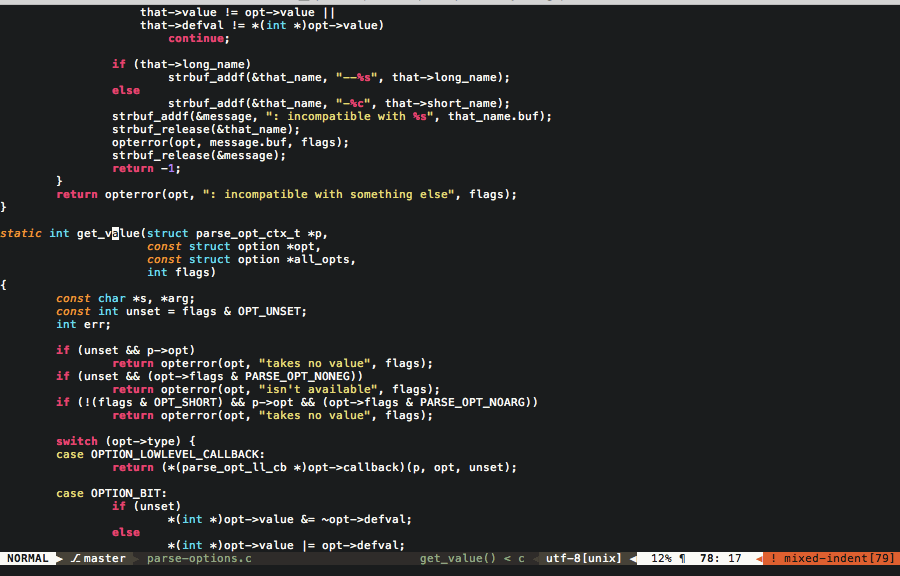 that->value != opt->value ||
that->defval != *(int *)opt->value)
continue;
if (that->long_name)
strbuf_addf(&that_name, "--%s", that->long_name);
else
strbuf_addf(&that_name, "-%c", that->short_name);
strbuf_addf(&message, ": incompatible with %s", that_name.buf);
strbuf_release(&that_name);
opterror(opt, message.buf, flags);
strbuf_release(&message);
return -1;
}
return opterror(opt, ": incompatible with something else", flags);
}
static int get_value(struct parse_opt_ctx_t *p,
const struct option *opt,
const struct option *all_opts,
int flags)
{
const char *s, *arg;
const int unset = flags & OPT_UNSET;
int err;
if (unset && p->opt)
return opterror(opt, "takes no value", flags);
if (unset && (opt->flags & PARSE_OPT_NONEG))
return opterror(opt, "isn't available", flags);
if (!(flags & OPT_SHORT) && p->opt && (opt->flags & PARSE_OPT_NOARG))
return opterror(opt, "takes no value", flags);
switch (opt->type) {
case OPTION_LOWLEVEL_CALLBACK:
return (*(parse_opt_ll_cb *)opt->callback)(p, opt, unset);
case OPTION_BIT:
if (unset)
*(int *)opt->value &= ~opt->defval;
else
*(int *)opt->value |= opt->defval;
NORMAL master parse-options.c get_value() < c utf-8[unix] 12% ¶ 78: 17 ! mixed-indent[79]